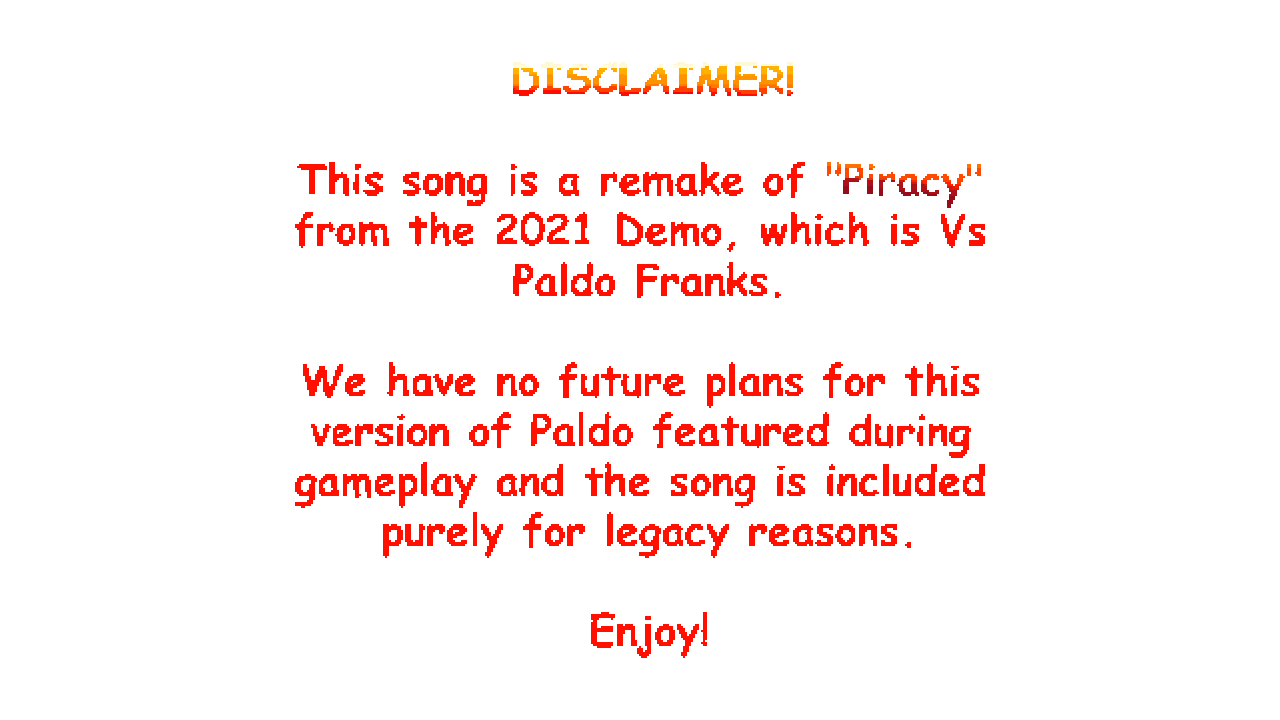 DISCLAIMER!
This song is a remake of "Piracy"
from the 2021 Demo, which is Vs
Paldo Franks.
We have no future plans for this
version of Paldo featured during
gameplay and the song is included
purely for legacy reasons.
Enjoy!